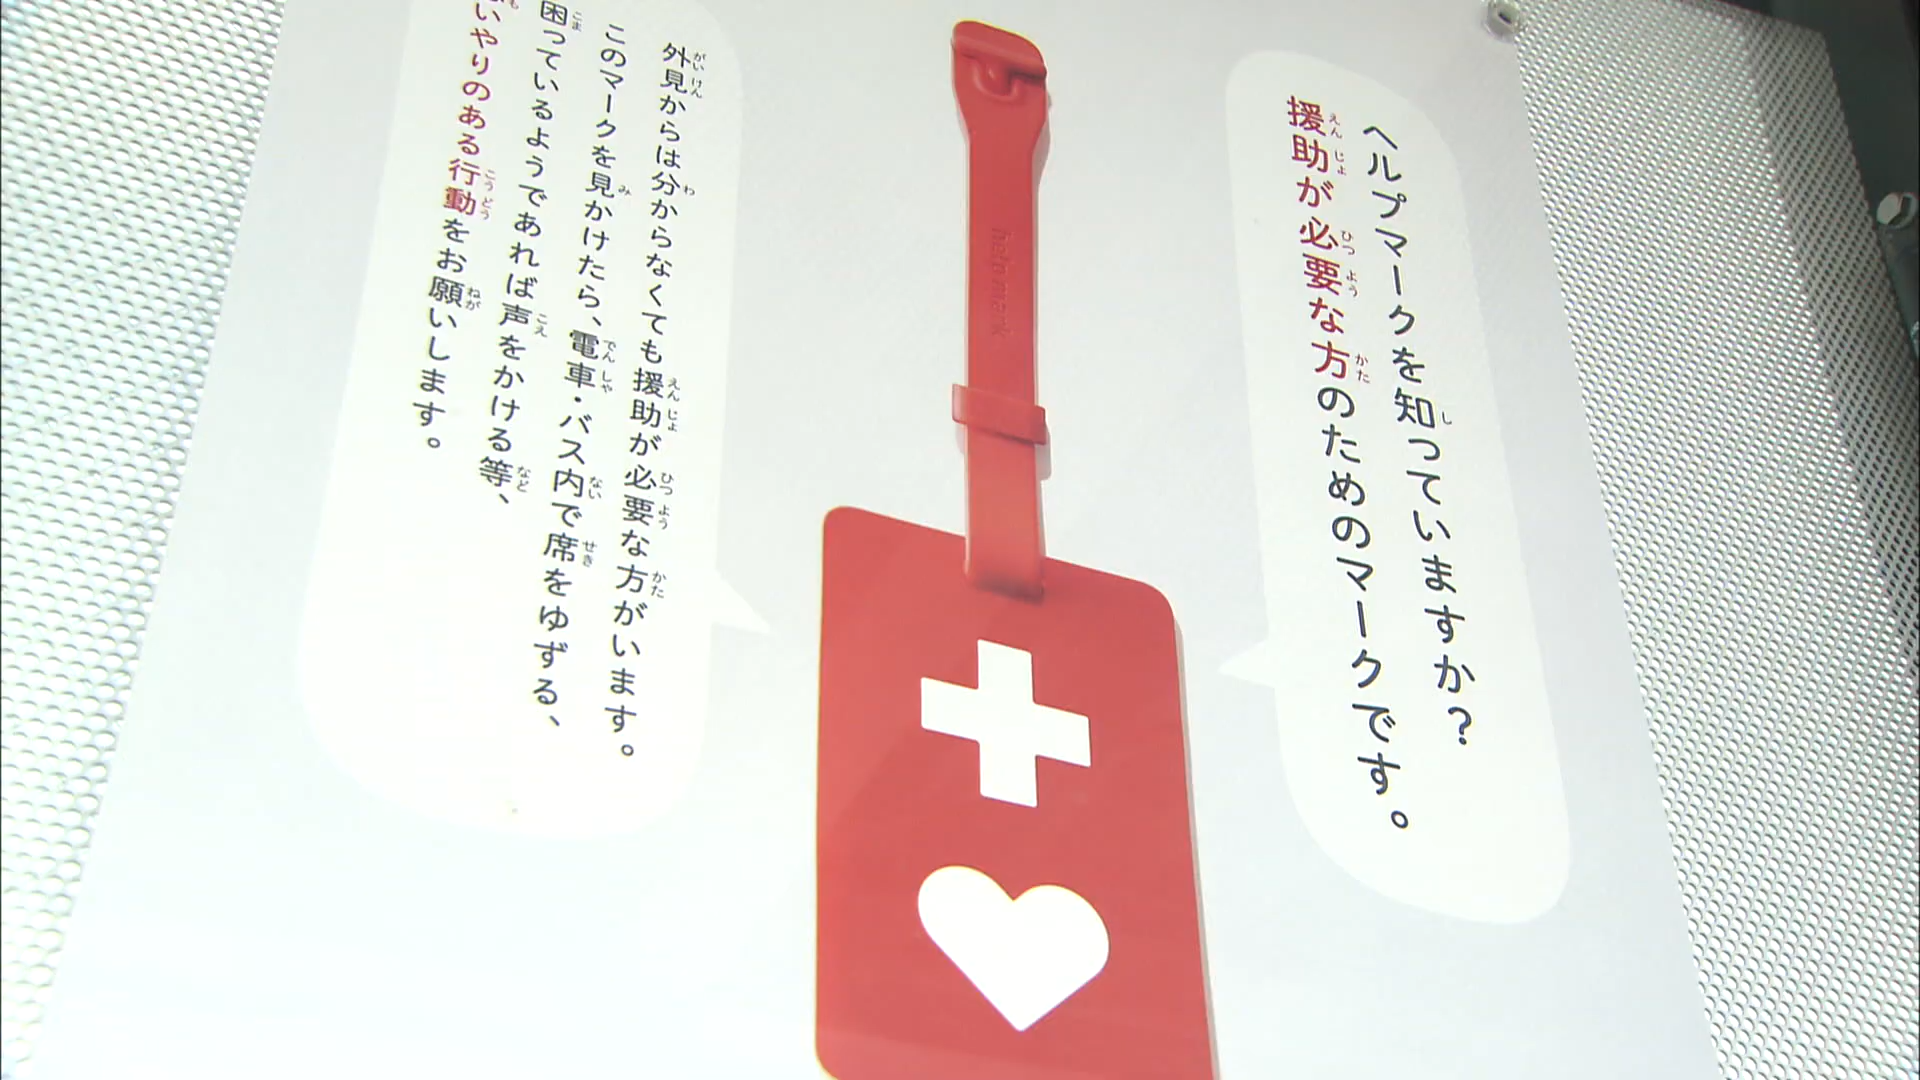 ヘルプマークを知っていますか？
援助が必要な方のためのマークです。
help mark
外見からは分からなくても援助が必要な方がいます。
このマークを見かけたら、電車・バス内で席をゆずる、
困っているようであれば声をかける等、
いやりのある行動をお願いします。